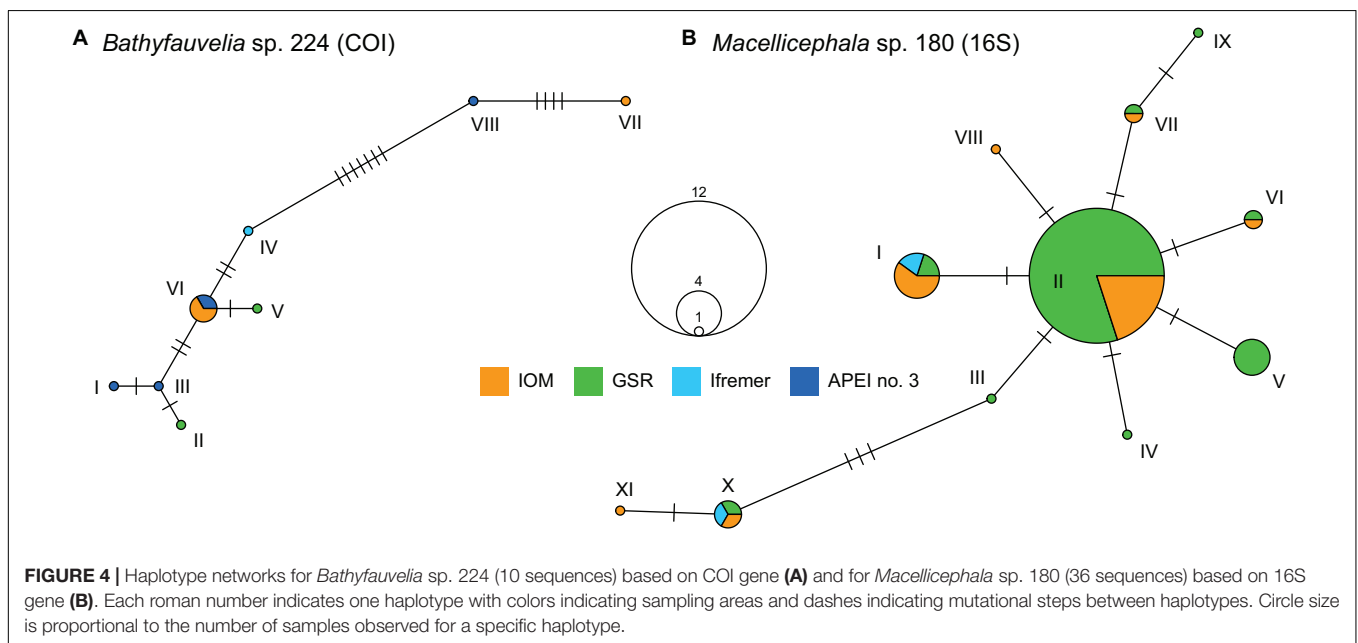 A Bathyfauvelia sp. 224 (COI)
B Macellicephala sp. 180 (16S)
VIII
VII
IV
VI
V
I
III
II
12
4
1
IOM
GSR
Ifremer
APEI no. 3
IX
VII
VIII
VI
I
II
V
III
IV
X
XI
FIGURE 4 | Haplotype networks for Bathyfauvelia sp. 224 (10 sequences) based on COI gene (A) and for Macellicephala sp. 180 (36 sequences) based on 16S
gene (B). Each roman number indicates one haplotype with colors indicating sampling areas and dashes indicating mutational steps between haplotypes. Circle size
is proportional to the number of samples observed for a specific haplotype.